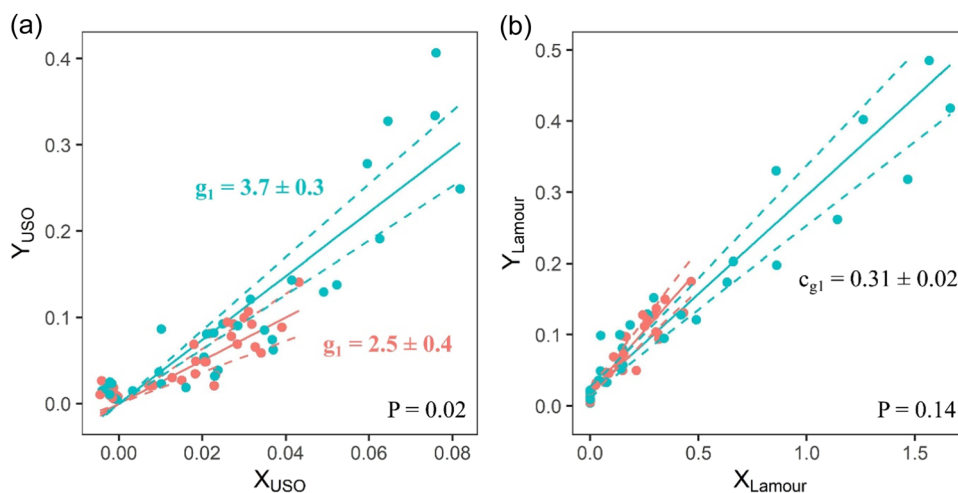 (a)
0.4
0.3
0.2
0.1
0.0
Y_USO
g₁ = 3.7 ± 0.3
g₁ = 2.5 ± 0.4
P = 0.02
0.00 0.02 0.04 0.06 0.08
X_USO
(b)
0.5
0.4
0.3
0.2
0.1
0.0
Y_Lamour
c_g1 = 0.31 ± 0.02
P = 0.14
0.0 0.5 1.0 1.5
X_Lamour